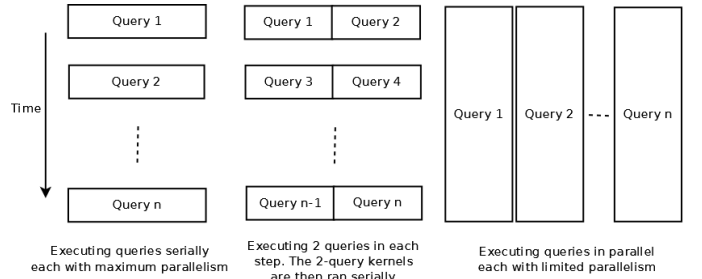 Time
Query 1
Query 2
Query n
Executing queries serially
each with maximum parallelism
Query 1 Query 2
Query 3 Query 4
Query n-1 Query n
Executing 2 queries in each
step. The 2-query kernels
are then ran serially
Query 1 Query 2 Query n
Executing queries in parallel
each with limited parallelism